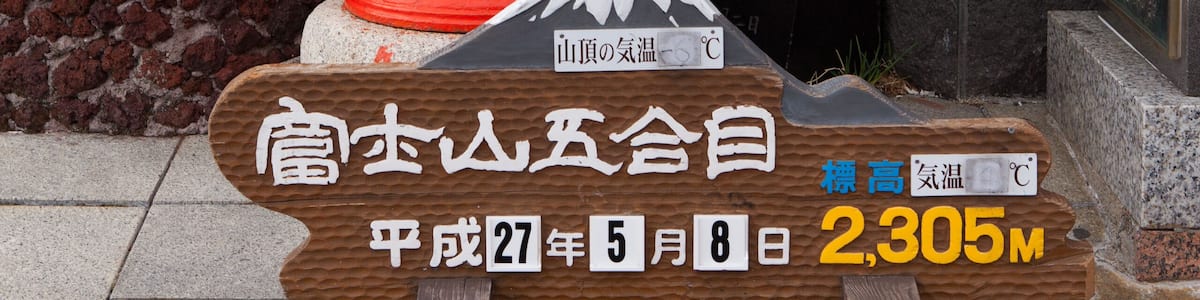 山頂の気温 ℃
富士山五合目
標高 気温 ℃
平成27年5月8日
2,305M